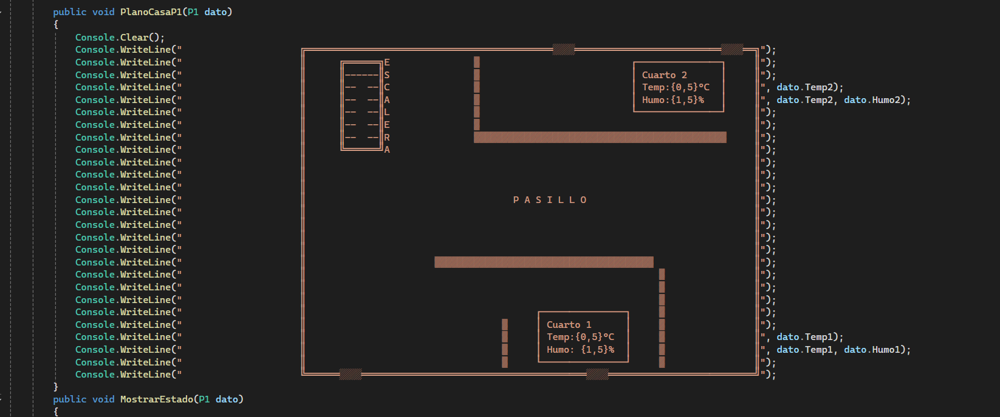 public void PlanoCasaP1(P1 dato)
{
Console.Clear();
Console.WriteLine("                     ╔════════════════════════════════════════════▒▒▒▒══════════════════════════▒▒▒▒══╗");
Console.WriteLine("                     ║      ╔══════╗E               █                           ┌───────────────┐     ║");
Console.WriteLine("                     ║      ║------║S               █                           │ Cuarto 2      │     ║");
Console.WriteLine("                     ║      ║--  --║C               █                           │ Temp:{0,5}ºC  │     ║", dato.Temp2);
Console.WriteLine("                     ║      ║--  --║A               █                           │ Humo:{1,5}%   │     ║", dato.Temp2, dato.Humo2);
Console.WriteLine("                     ║      ║--  --║L               █                           └───────────────┘     ║");
Console.WriteLine("                     ║      ║--  --║E               █                                                 ║");
Console.WriteLine("                     ║      ║--  --║R               █████████████████████████████████████████████     ║");
Console.WriteLine("                     ║      ╚══════╝A                                                                 ║");
Console.WriteLine("                     ║                                                                                ║");
Console.WriteLine("                     ║                                                                                ║");
Console.WriteLine("                     ║                                                                                ║");
Console.WriteLine("                     ║                                     P A S I L L O                              ║");
Console.WriteLine("                     ║                                                                                ║");
Console.WriteLine("                     ║                                                                                ║");
Console.WriteLine("                     ║                                                                                ║");
Console.WriteLine("                     ║                                                                                ║");
Console.WriteLine("                     ║                       ███████████████████████████████████████                  ║");
Console.WriteLine("                     ║                                                               █                ║");
Console.WriteLine("                     ║                                                               █                ║");
Console.WriteLine("                     ║                                                               █                ║");
Console.WriteLine("                     ║                                         ┌───────────────┐     █                ║");
Console.WriteLine("                     ║                                   █     │ Cuarto 1      │     █                ║");
Console.WriteLine("                     ║                                   █     │ Temp:{0,5}ºC  │     █                ║", dato.Temp1);
Console.WriteLine("                     ║                                   █     │ Humo: {1,5}%  │     █                ║", dato.Temp1, dato.Humo1);
Console.WriteLine("                     ║                                   █     └───────────────┘     █                ║");
Console.WriteLine("                     ╚══════▒▒▒▒════════════════════════════════════════▒▒▒▒══════════════════════════╝");
}
public void MostrarEstado(P1 dato)
{